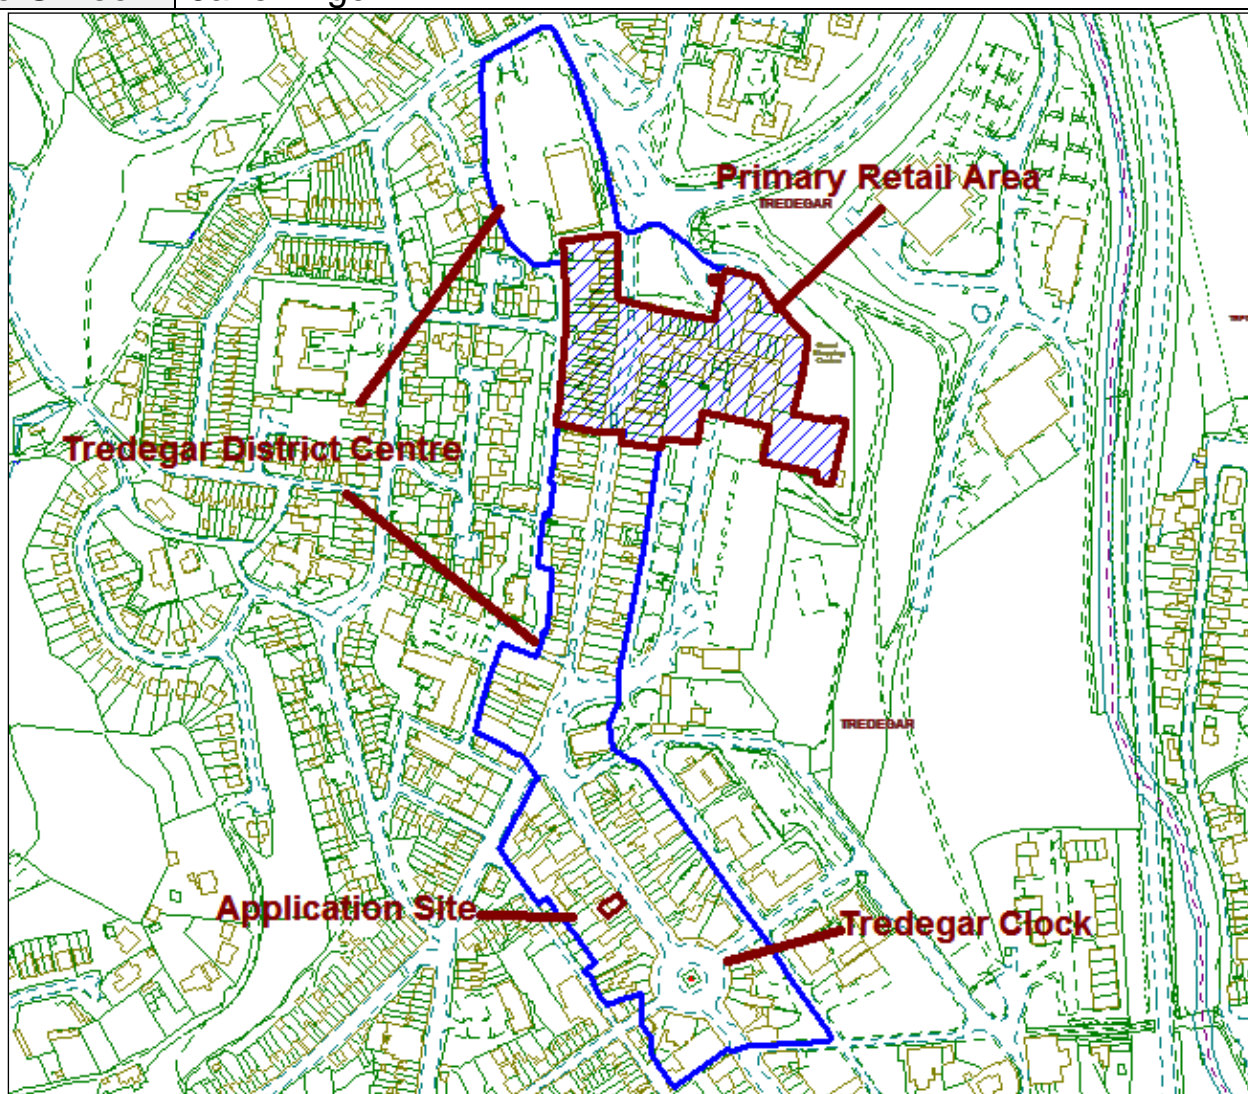 Primary Retail Area
TREDEGAR
Tredegar District Centre
TREDEGAR
Application Site
Tredegar Clock